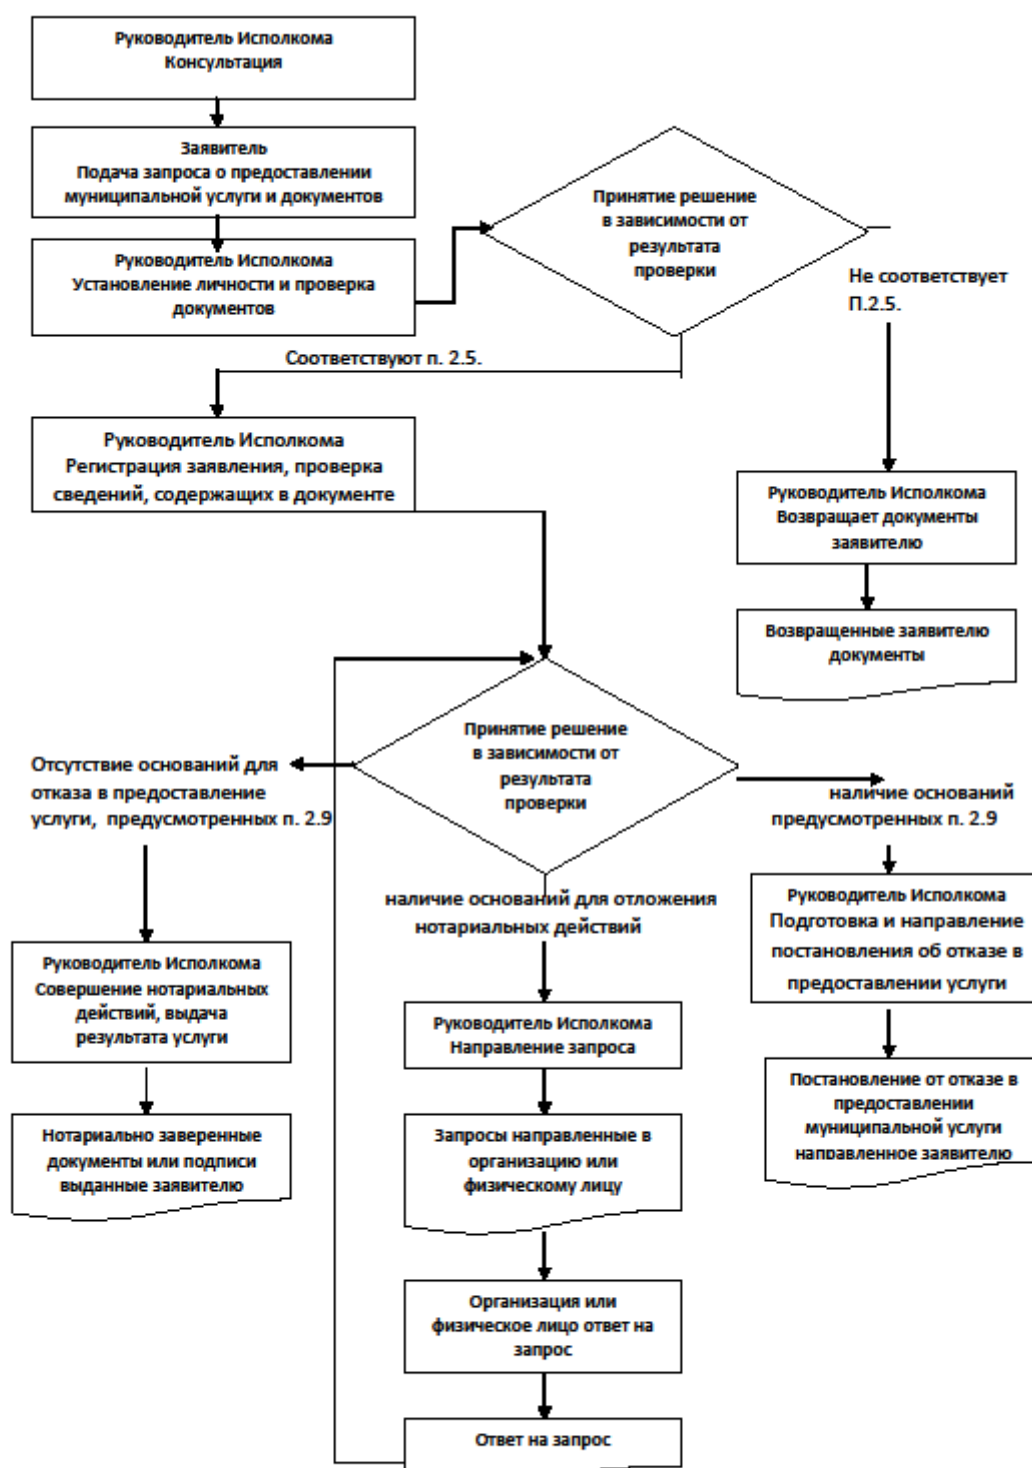 Руководитель Исполкома
Консультация
Заявитель
Подача запроса о предоставлении
муниципальной услуги и документов
Руководитель Исполкома
Установление личности и проверка
документов
Принятие решение
в зависимости от
результата
проверки
Не соответствует
П.2.5.
Соответствуют п. 2.5.
Руководитель Исполкома
Регистрация заявления, проверка
сведений, содержащих в документе
Руководитель Исполкома
Возвращает документы
заявителю
Возвращенные заявителю
документы
Принятие решение
в зависимости от
результата
проверки
Отсутствие оснований для
отказа в предоставление
услуги, предусмотренных п. 2.9
наличие оснований
предусмотренных п. 2.9
наличие оснований для отложения
нотариальных действий
Руководитель Исполкома
Подготовка и направление
постановления об отказе в
предоставлении услуги
Руководитель Исполкома
Совершение нотариальных
действий, выдача
результата услуги
Руководитель Исполкома
Направление запроса
Постановление от отказе в
предоставлении
муниципальной услуги
направленное заявителю
Нотариально заверенные
документы или подписи
выданные заявителю
Запросы направленные в
организацию или
физическому лицу
Организация или
физическое лицо ответ на
запрос
Ответ на запрос